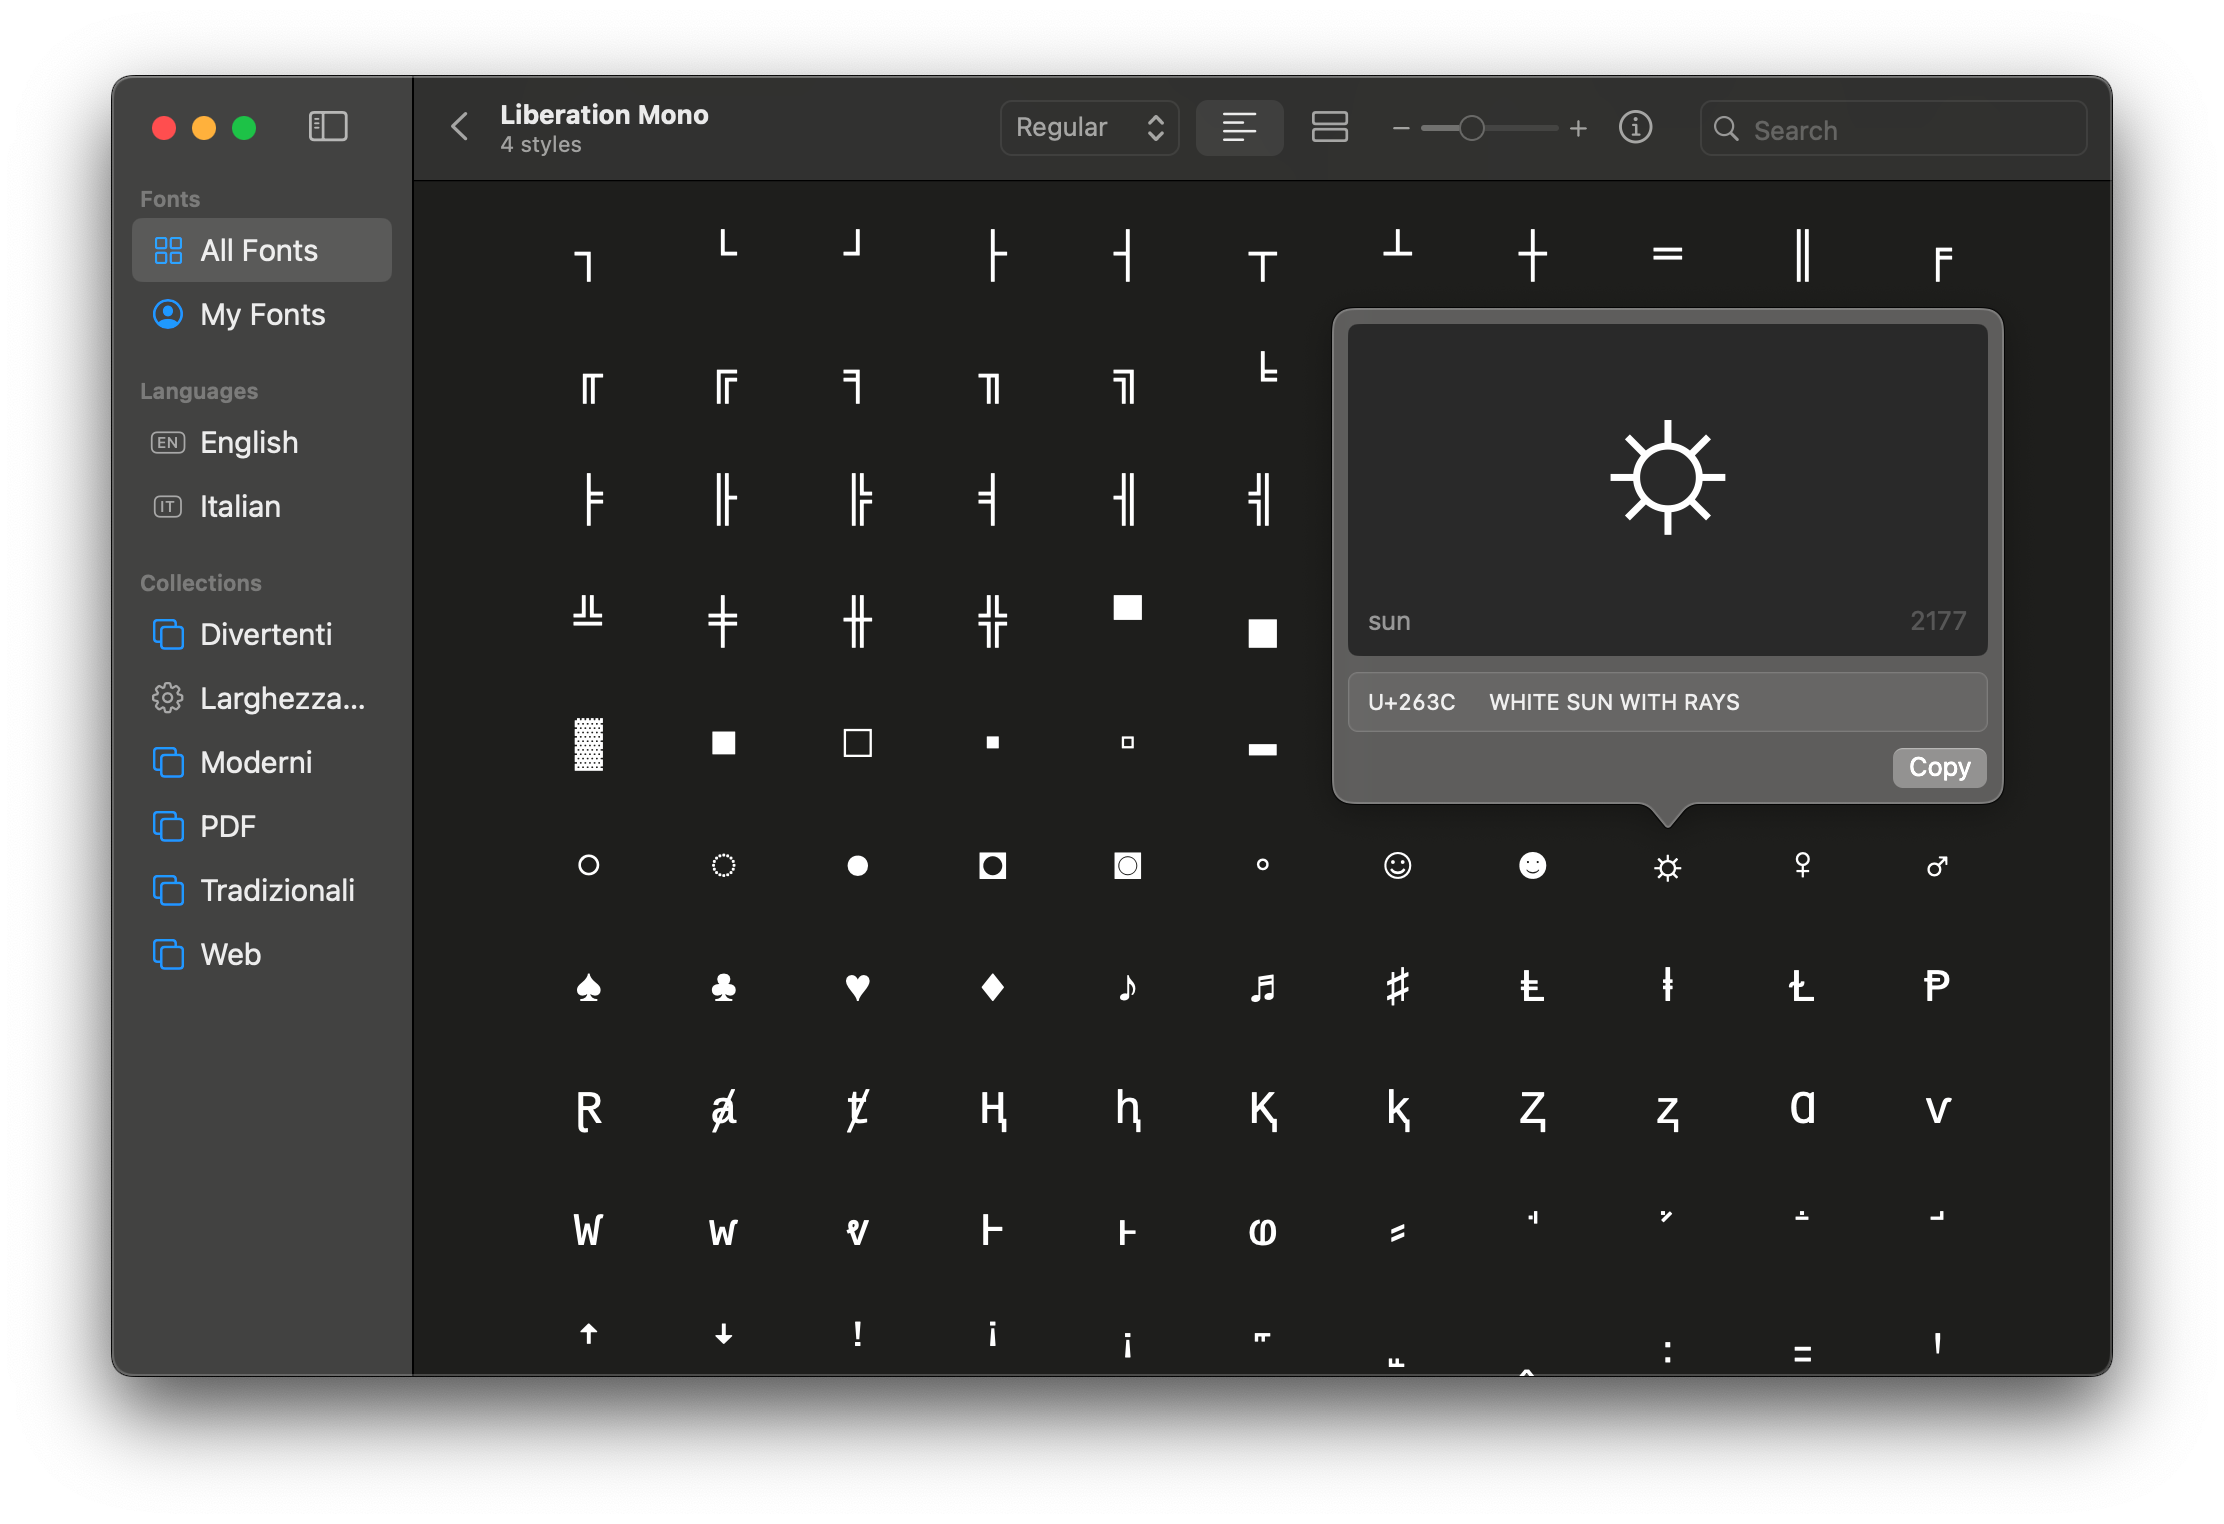 Liberation Mono
4 styles
Regular
Search
Fonts
All Fonts
My Fonts
Languages
EN English
IT Italian
Collections
Divertenti
Larghezza...
Moderni
PDF
Tradizionali
Web
┐ └ ┘ ├ ┤ ┬ ┴ ┼ ═ ║ ╒
╓ ╔ ╕ ╖ ╗ ╘
╞ ╟ ╠ ╡ ╢ ╣
╩ ╪ ╫ ╬ ▀ ▄
▓ ■ □ ▪ ▫ ▬
sun
2177
U+263C WHITE SUN WITH RAYS
Copy
○ ◌ ● ◘ ◙ ◦ ☺ ☻ ☼ ♀ ♂
♠ ♣ ♥ ♦ ♪ ♬ ♯ Ⱡ ⱡ Ɫ Ᵽ
Ɽ ⱥ ⱦ Ⱨ ⱨ Ⱪ ⱪ Ⱬ ⱬ Ɑ ⱱ
Ⱳ ⱳ ⱴ Ⱶ ⱶ ⱷ